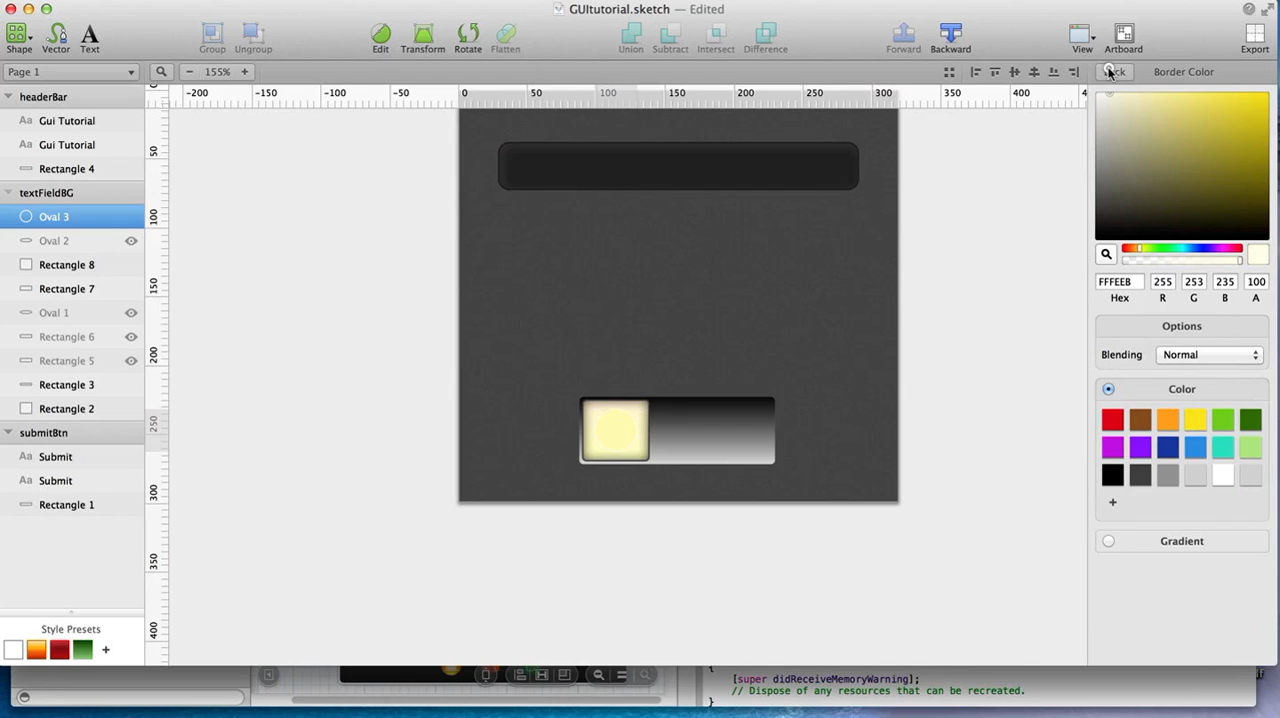 GUItutorial.sketch — Edited
Shape Vector Text Group Ungroup Edit Transform Rotate Flatten Union Subtract Intersect Difference Forward Backward View Artboard Export
Page 1 155% Border Color
-200 -150 -100 -50 0 50 100 150 200 250 300 350 400
headerBar
Gui Tutorial
Gui Tutorial
Rectangle 4
textFieldBG
Oval 3
Oval 2
Rectangle 8
Rectangle 7
Oval 1
Rectangle 6
Rectangle 5
Rectangle 3
Rectangle 2
submitBtn
Submit
Submit
Rectangle 1
Style Presets
50
100
150
200
250
300
350
400
FFFEEB 255 253 235 100
Hex R G B A
Options
Blending Normal
Color
Gradient
{
[super didReceiveMemoryWarning];
// Dispose of any resources that can be recreated.
}